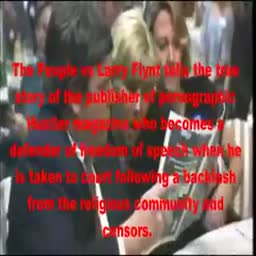 The People vs Larry Flynt tells the true
story of the publisher of pornographic
Hustler magazine who becomes a
defender of freedom of speech when he
is taken to court following a backlash
from the religious community and
censors.